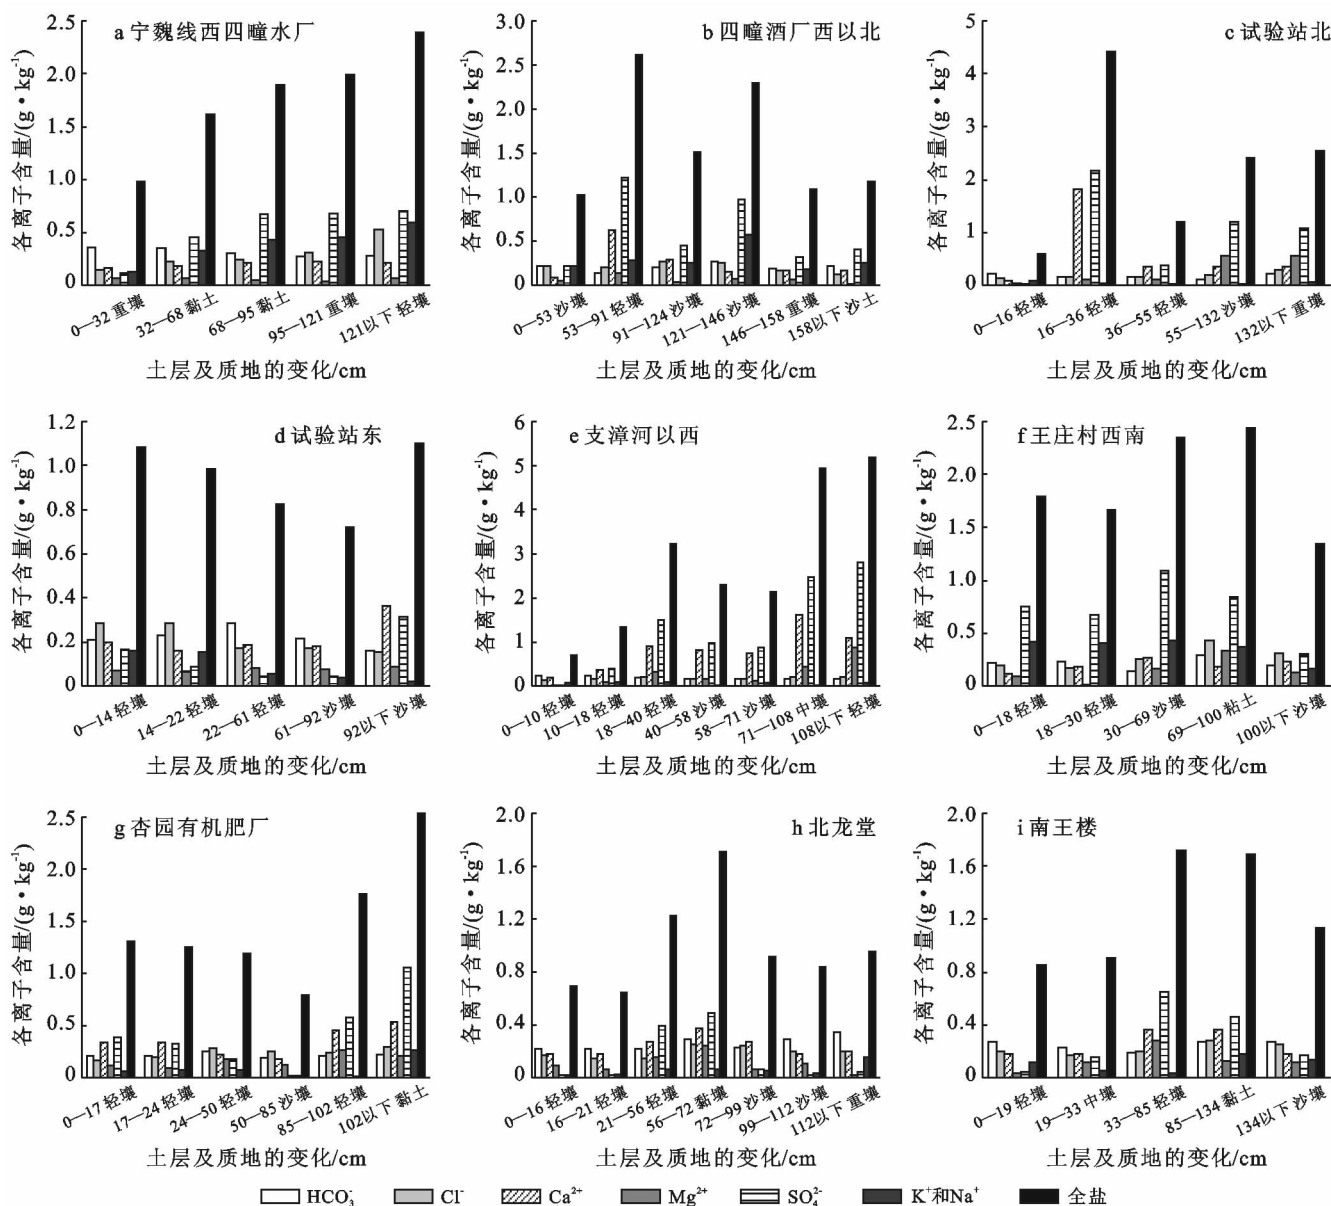 a 宁魏线西四疃水厂
各离子含量/(g·kg⁻¹)
2.5
2.0
1.5
1.0
0.5
0
0—32 重壤
32—68 黏土
68—95 黏土
95—121 重壤
121以下 轻壤
土层及质地的变化/cm
b 四疃酒厂西以北
各离子含量/(g·kg⁻¹)
3.0
2.5
2.0
1.5
1.0
0.5
0
0—53 沙壤
53—91 轻壤
91—124 沙壤
121—146 沙壤
146—158 重壤
158以下 沙土
土层及质地的变化/cm
c 试验站北
各离子含量/(g·kg⁻¹)
5
4
3
2
1
0
0—16 轻壤
16—36 轻壤
36—55 轻壤
55—132 沙壤
132以下 重壤
土层及质地的变化/cm
d 试验站东
各离子含量/(g·kg⁻¹)
1.2
1.0
0.8
0.6
0.4
0.2
0
0—14 轻壤
14—22 轻壤
22—61 轻壤
61—92 沙壤
92以下 沙壤
土层及质地的变化/cm
e 支漳河以西
各离子含量/(g·kg⁻¹)
6
5
4
3
2
1
0
0—10 轻壤
10—18 轻壤
18—40 轻壤
40—58 沙壤
58—71 沙壤
71—108 中壤
108以下 轻壤
土层及质地的变化/cm
f 王庄村西南
各离子含量/(g·kg⁻¹)
2.5
2.0
1.5
1.0
0.5
0
0—18 轻壤
18—30 轻壤
30—69 沙壤
69—100 粘土
100以下 沙壤
土层及质地的变化/cm
g 杏园有机肥厂
各离子含量/(g·kg⁻¹)
2.5
2.0
1.5
1.0
0.5
0
0—17 轻壤
17—24 轻壤
24—50 轻壤
50—85 沙壤
85—102 轻壤
102以下 黏土
土层及质地的变化/cm
h 北龙堂
各离子含量/(g·kg⁻¹)
2.0
1.6
1.2
0.8
0.4
0
0—16 轻壤
16—21 轻壤
21—56 轻壤
56—72 黏壤
72—99 沙壤
99—112 沙壤
112以下 重壤
土层及质地的变化/cm
i 南王楼
各离子含量/(g·kg⁻¹)
2.0
1.6
1.2
0.8
0.4
0
0—19 轻壤
19—33 中壤
33—85 轻壤
85—134 黏土
134以下 沙壤
土层及质地的变化/cm
HCO₃⁻ Cl⁻ Ca²⁺ Mg²⁺ SO₄²⁻ K⁺和Na⁺ 全盐